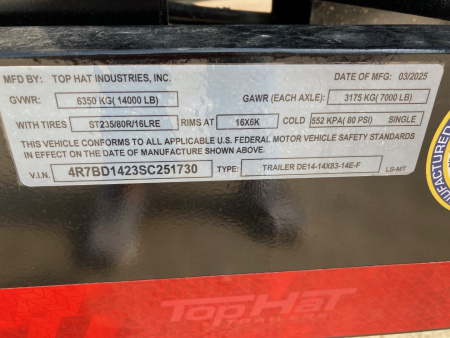 MFD BY: TOP HAT INDUSTRIES, INC. DATE OF MFG: 03/2025
GVWR: 6350 KG( 14000 LB) GAWR (EACH AXLE): 3175 KG( 7000 LB)
WITH TIRES ST235/80R/16LRE RIMS AT 16X6K COLD 552 KPA( 80 PSI) SINGLE
THIS VEHICLE CONFORMS TO ALL APPLICABLE U.S. FEDERAL MOTOR VEHICLE SAFETY STANDARDS
IN EFFECT ON THE DATE OF MANUFACTURE SHOWN ABOVE.
V.I.N. 4R7BD1423SC251730 TYPE: TRAILER DE14-14X83-14E-F LS-MT
TOPHAT
TRAILERS